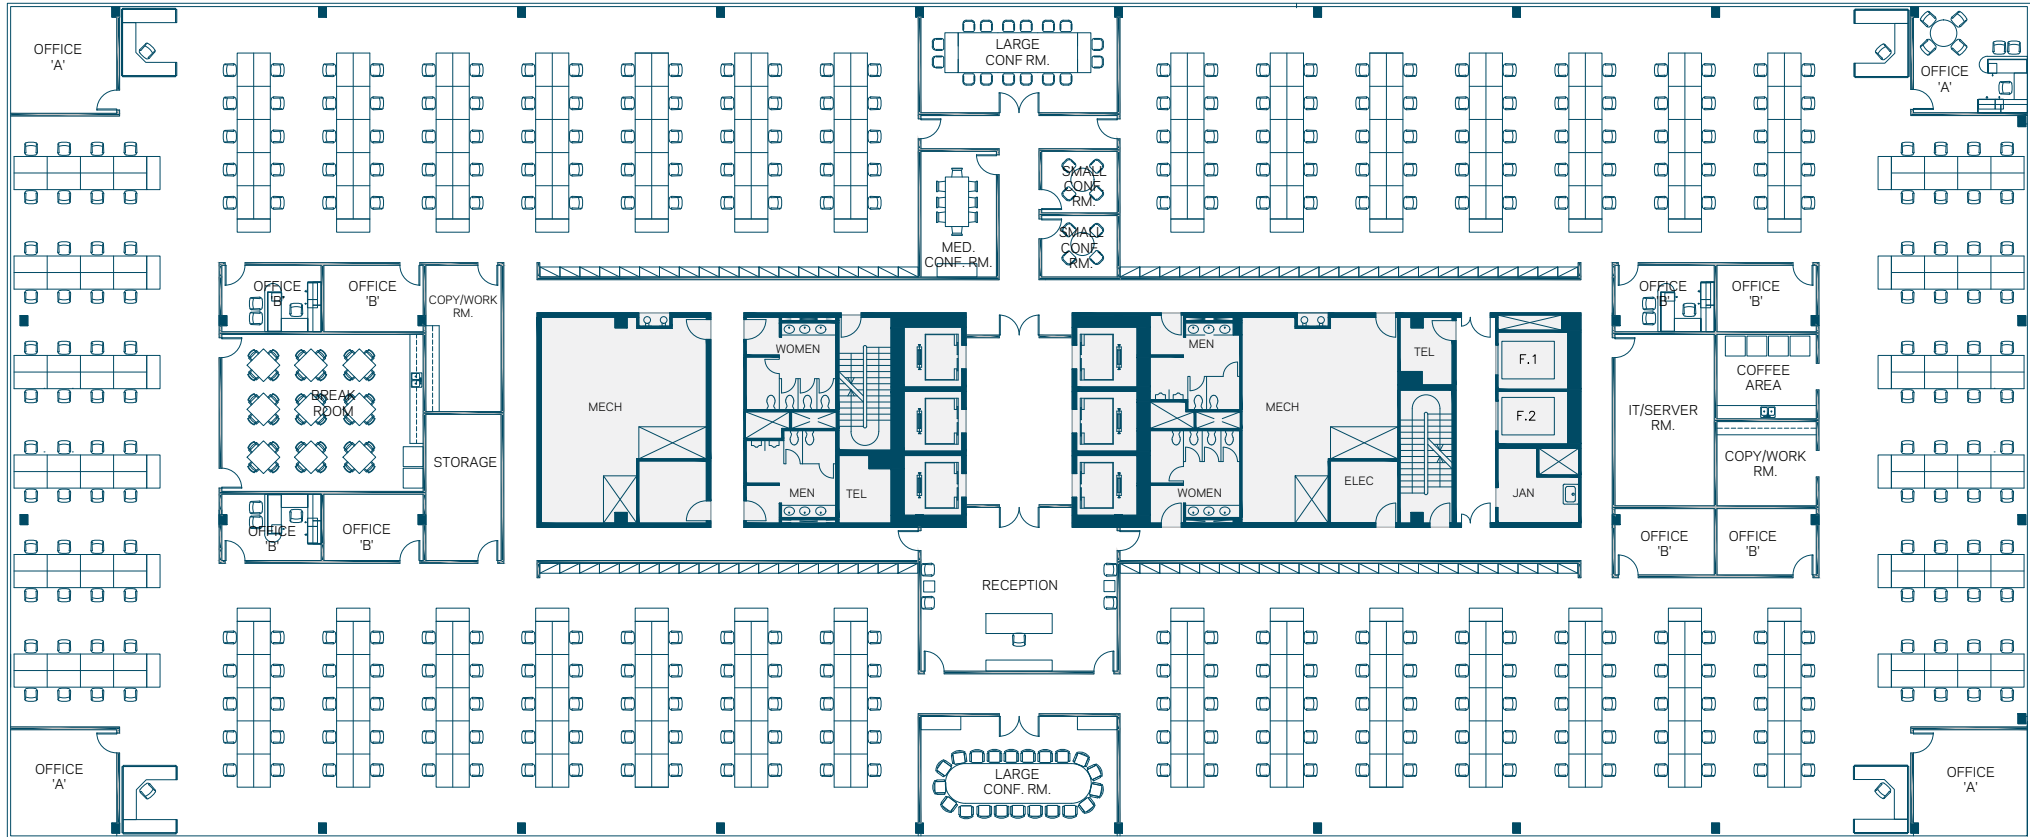 OFFICE
'A'
LARGE
CONF RM.
OFFICE
'A'
SMALL
CONF.
RM.
MED.
CONF. RM.
SMALL
CONF.
RM.
OFFICE
'B'
OFFICE
'B'
COPY/WORK
RM.
OFFICE
'B'
OFFICE
'B'
WOMEN
MEN
TEL
F.1
BREAK
ROOM
MECH
MECH
COFFEE
AREA
F.2
IT/SERVER
RM.
STORAGE
COPY/WORK
RM.
MEN
TEL
WOMEN
ELEC
JAN
OFFICE
'B'
OFFICE
'B'
OFFICE
'B'
OFFICE
'B'
RECEPTION
OFFICE
'A'
LARGE
CONF. RM.
OFFICE
'A'